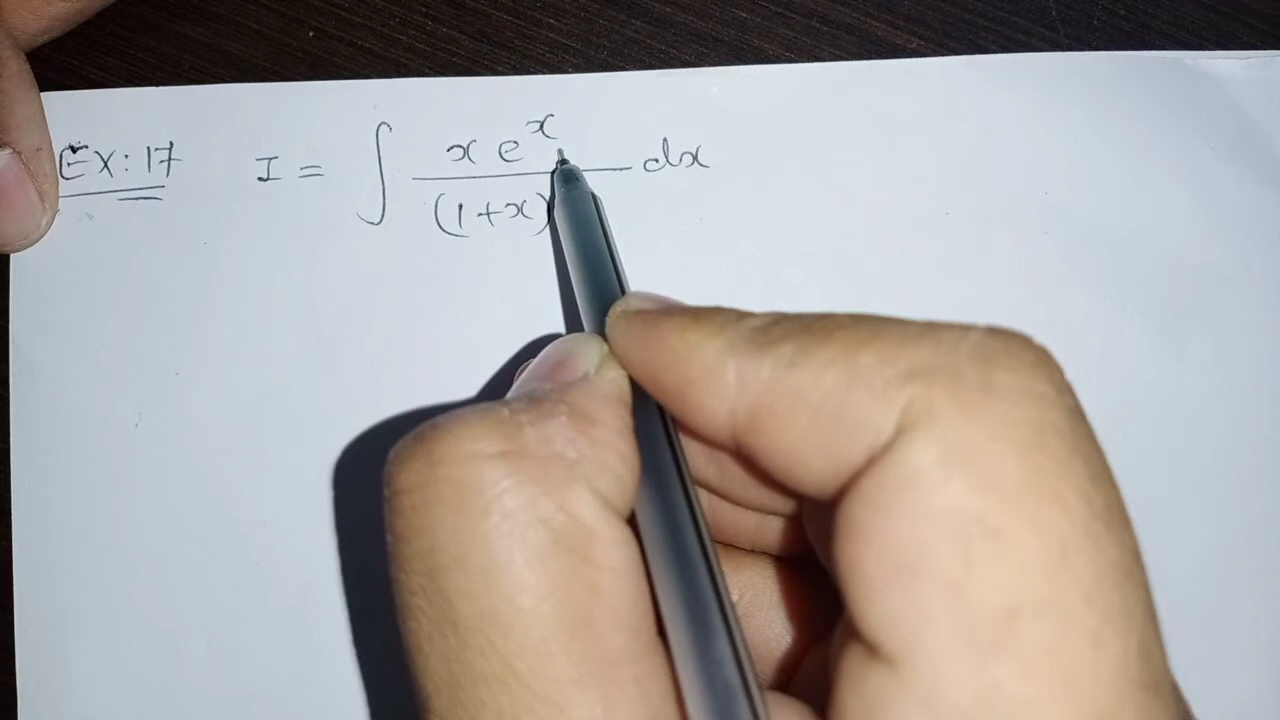 EX: 17 I = ∫ x e^x / (1+x) dx